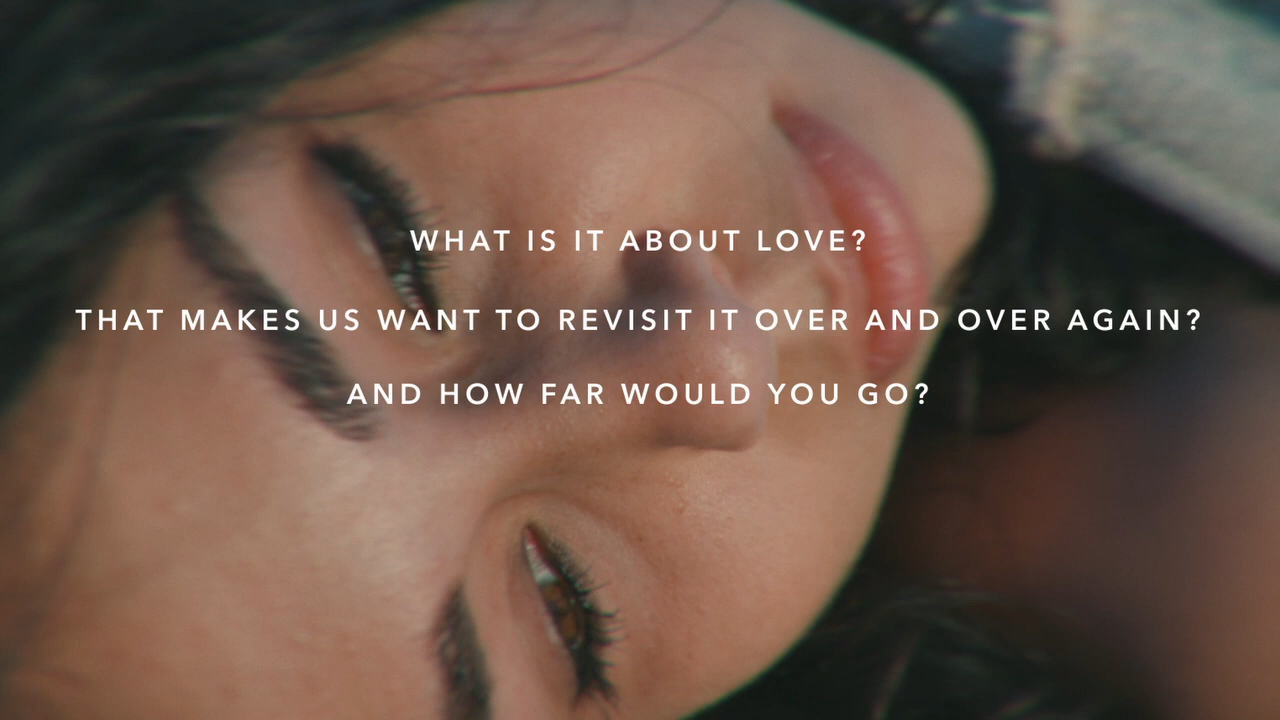 WHAT IS IT ABOUT LOVE?
THAT MAKES US WANT TO REVISIT IT OVER AND OVER AGAIN?
AND HOW FAR WOULD YOU GO?